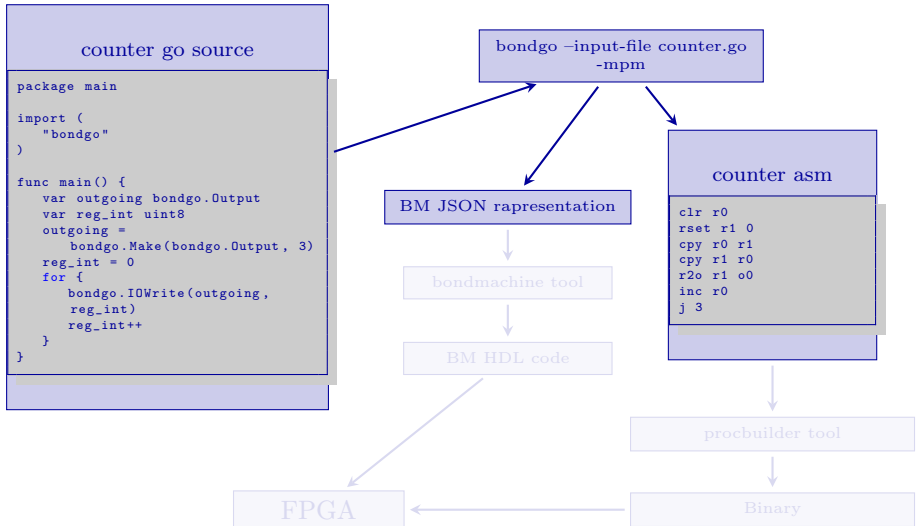 counter go source
package main
import (
"bondgo"
)
func main() {
var outgoing bondgo.Output
var reg_int uint8
outgoing =
bondgo.Make(bondgo.Output, 3)
reg_int = 0
for {
bondgo.IOWrite(outgoing,
reg_int)
reg_int++
}
}
bondgo –input-file counter.go
-mpm
BM JSON rapresentation
bondmachine tool
BM HDL code
FPGA
counter asm
clr r0
rset r1 0
cpy r0 r1
cpy r1 r0
r2o r1 o0
inc r0
j 3
procbuilder tool
Binary